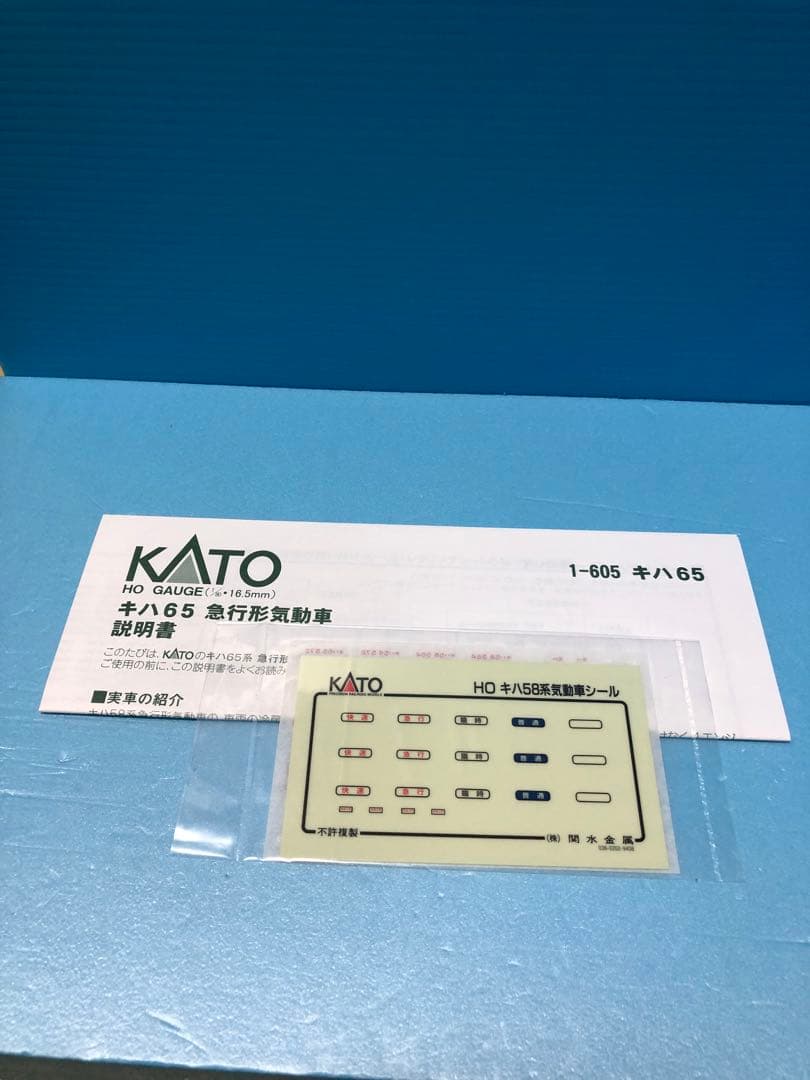 KATO
HO GAUGE(1/80・16.5mm)
1-605 キハ65
キハ65 急行形気動車
説明書
このたびは、KATOのキハ65系 急行形
ご使用の前に、この説明書をよくお読み
■実車の紹介
KATO
HO キハ58系気動車シール
快速 急行 臨時 普通
快速 急行 臨時 普通
快速 急行 臨時 普通
不許複製
(株)関水金属